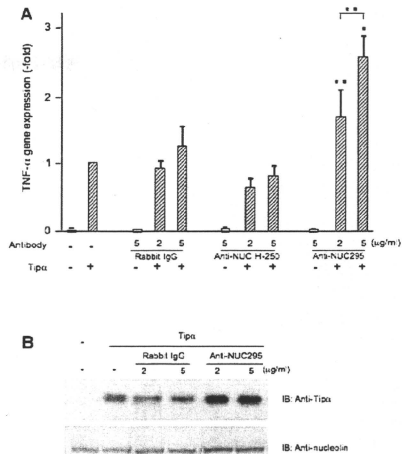 A
TNF-α gene expression (-fold)
3
2
1
0
Antibody - - 5 2 5 5 2 5 5 2 5 (μg/ml)
Rabbit IgG Anti-NUC H-250 Anti-NUC295
Tipα - + - + + - + + - + +
** 
** *
B
Tipα
- Rabbit IgG Anti-NUC295
- - 2 5 2 5 (μg/ml)
IB: Anti-Tipα
IB: Anti-nucleolin